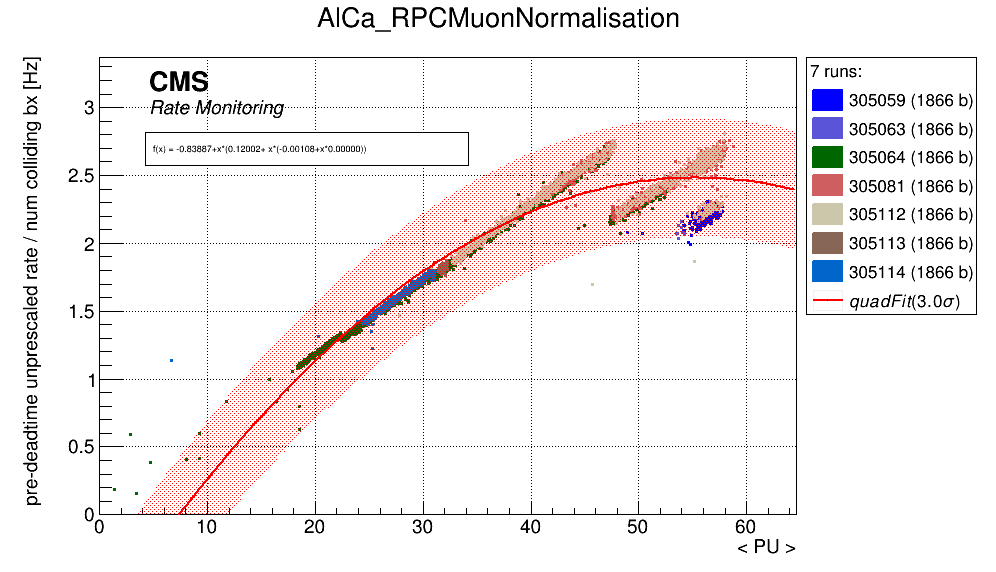 AlCa_RPCMuonNormalisation
pre-deadtime unprescaled rate / num colliding bx [Hz]
CMS
Rate Monitoring
f(x) = -0.83887+x*(0.12002+ x*(-0.00108+x*0.00000))
3
2.5
2
1.5
1
0.5
0
0 10 20 30 40 50 60
< PU >
7 runs:
305059 (1866 b)
305063 (1866 b)
305064 (1866 b)
305081 (1866 b)
305112 (1866 b)
305113 (1866 b)
305114 (1866 b)
quadFit(3.0σ)